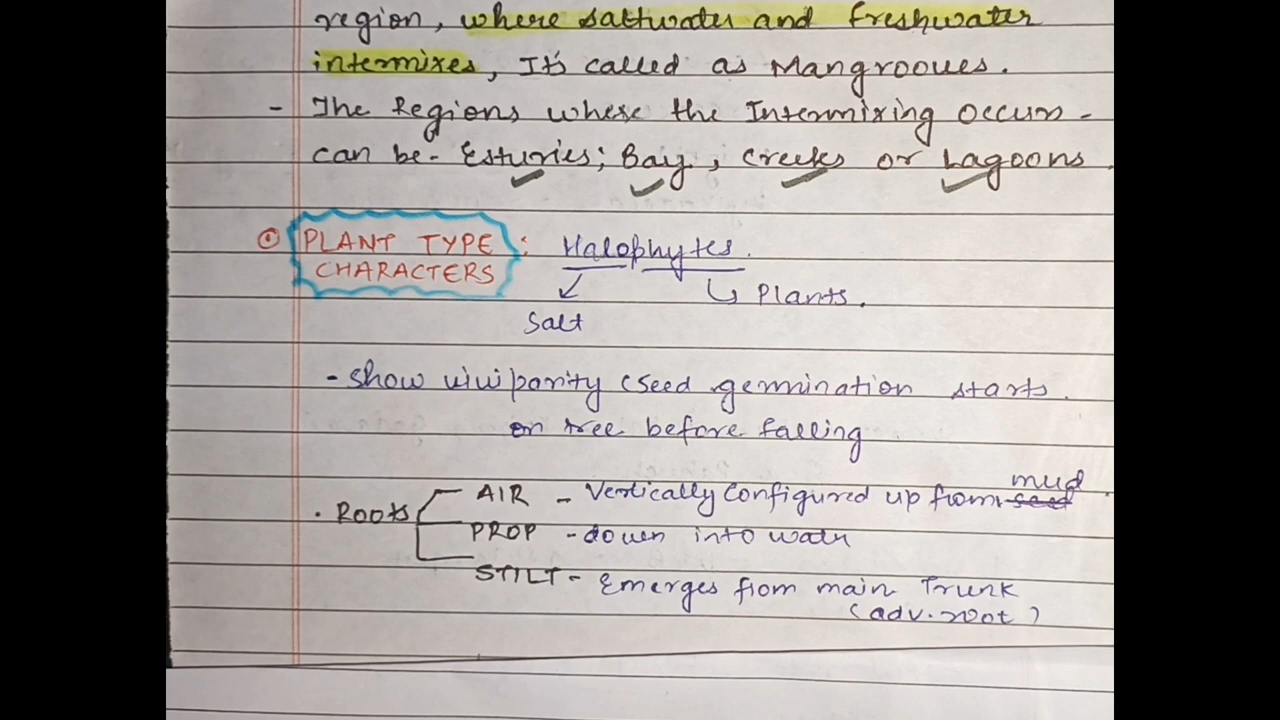 region, where saltwater and freshwater
intermixes, It's called as Mangrooves.
- The Regions where the Intermixing Occurs -
can be - Esturies; Bay, creeks or Lagoons.
PLANT TYPE : Halophytes.
CHARACTERS
Plants.
Salt
- show viviparity (Seed germination starts
on tree before falling
AIR - Vertically Configured up from mud
. Roots
PROP - down into water
STILT - Emerges from main Trunk
(adv. root)